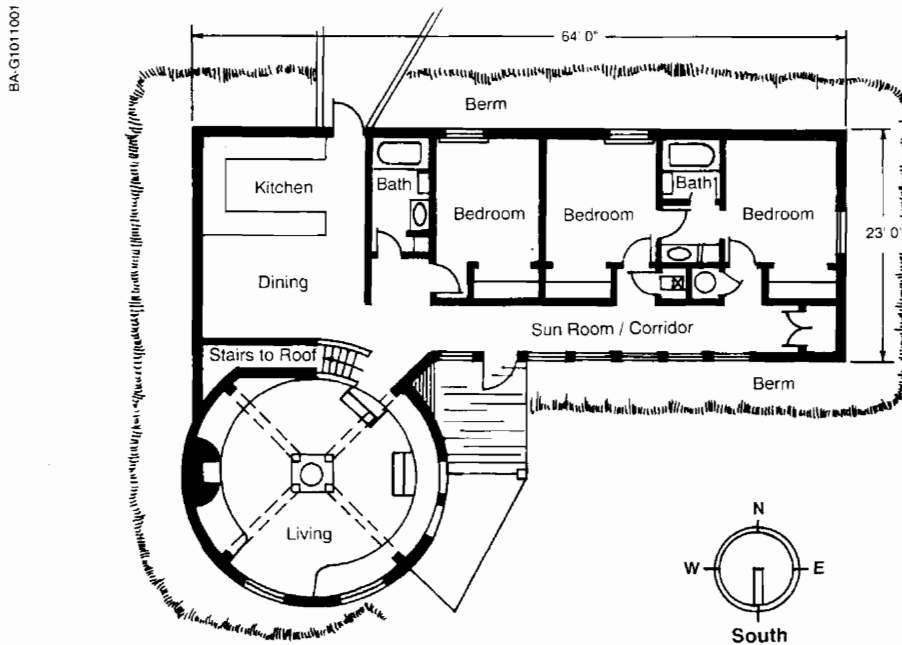 BA-G1011001
64' 0"
Berm
Kitchen
Bath
Bedroom
Bedroom
Bath
Bedroom
23' 0"
Dining
Sun Room / Corridor
Stairs to Roof
Berm
Living
N
W
E
South